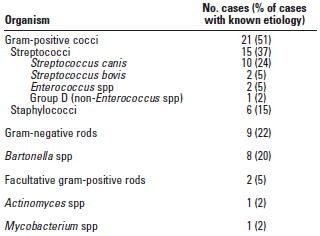 No. cases (% of cases
Organism with known etiology)
Gram-positive cocci 21 (51)
Streptococci 15 (37)
Streptococcus canis 10 (24)
Streptococcus bovis 2 (5)
Enterococcus spp 2 (5)
Group D (non-Enterococcus spp) 1 (2)
Staphylococci 6 (15)
Gram-negative rods 9 (22)
Bartonella spp 8 (20)
Facultative gram-positive rods 2 (5)
Actinomyces spp 1 (2)
Mycobacterium spp 1 (2)